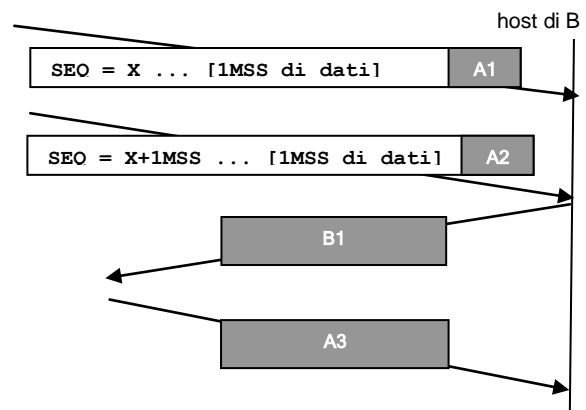 host di B
SEQ = X ... [1MSS di dati] A1
SEQ = X+1MSS ... [1MSS di dati] A2
B1
A3